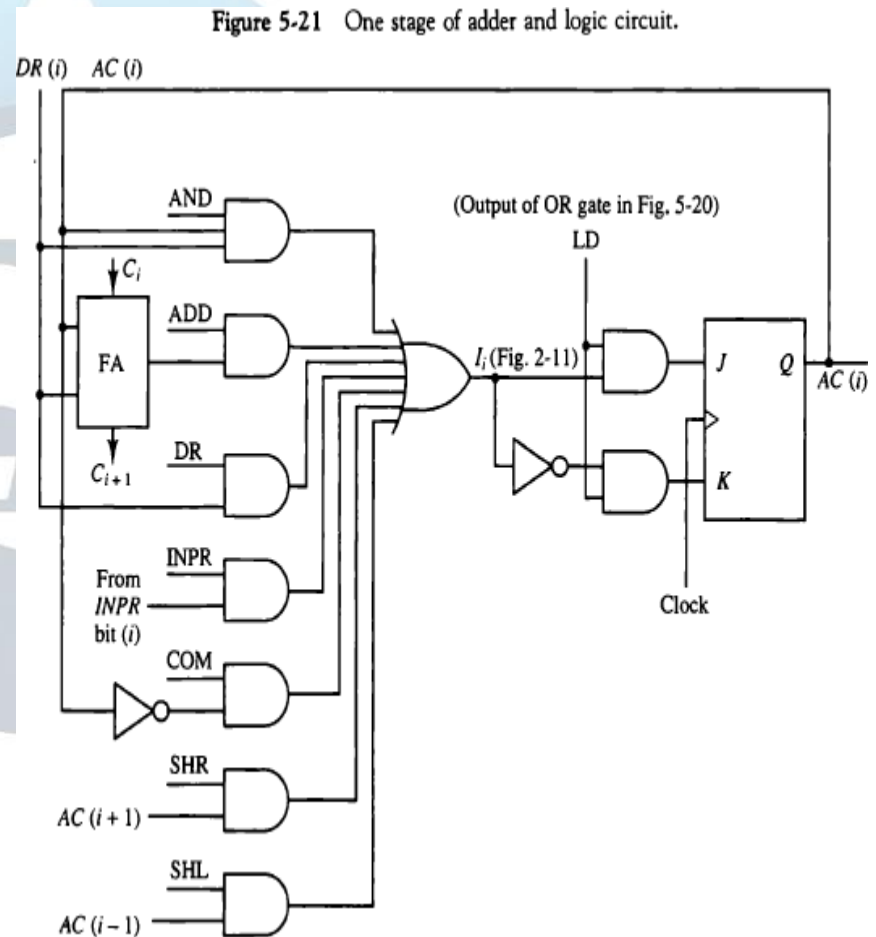 Figure 5-21 One stage of adder and logic circuit.
DR (i) AC (i)
AND
(Output of OR gate in Fig. 5-20)
LD
C_i
ADD
FA
I_i (Fig. 2-11)
J
Q
AC (i)
C_{i+1}
DR
K
INPR
From
INPR
bit (i)
Clock
COM
SHR
AC (i + 1)
SHL
AC (i − 1)